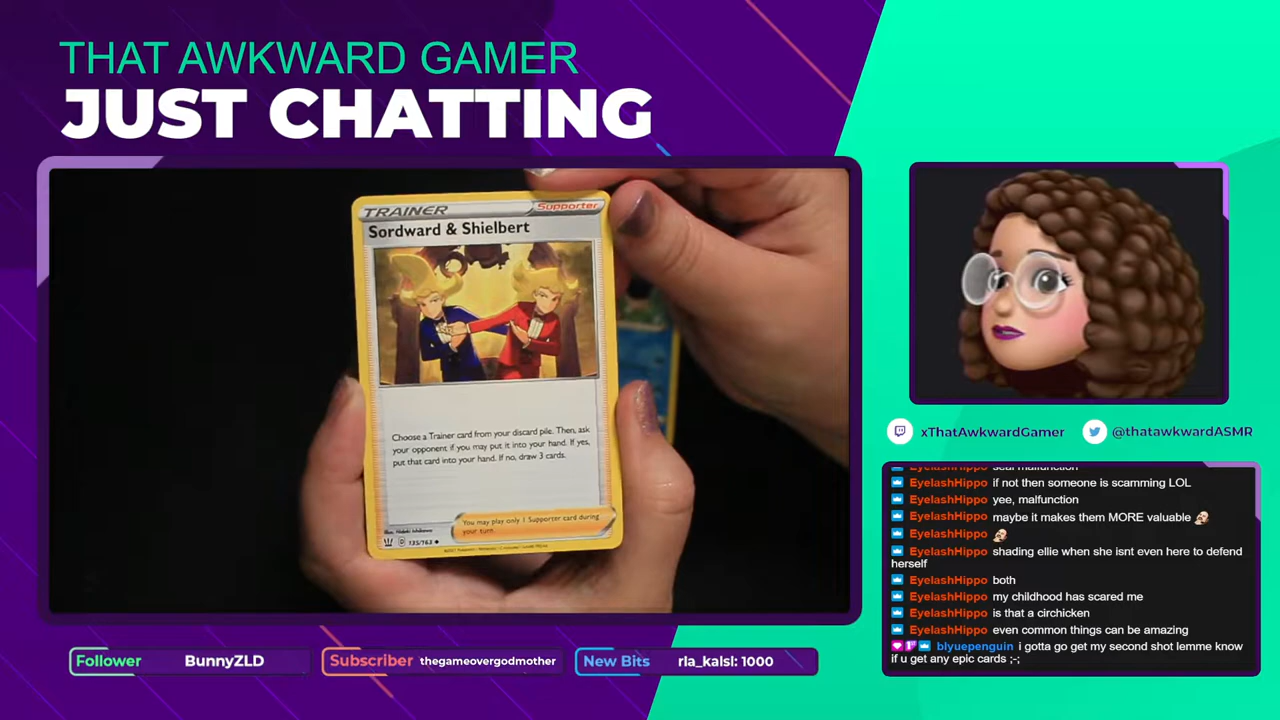 THAT AWKWARD GAMER
JUST CHATTING
TRAINER
Supporter
Sordward & Shielbert
Choose a Trainer card from your discard pile. Then, ask
your opponent if you may put it into your hand. If yes,
put that card into your hand. If no, draw 3 cards.
You may play only 1 Supporter card during
your turn.
135/163
xThatAwkwardGamer
@thatawkwardASMR
EyelashHippo if not then someone is scamming LOL
EyelashHippo yee, malfunction
EyelashHippo maybe it makes them MORE valuable
EyelashHippo
EyelashHippo shading ellie when she isnt even here to defend
herself
EyelashHippo both
EyelashHippo my childhood has scared me
EyelashHippo is that a circhicken
EyelashHippo even common things can be amazing
blyuepenguin i gotta go get my second shot lemme know
if u get any epic cards ;-;
Follower BunnyZLD
Subscriber thegameovergodmother
New Bits rla_kalsl: 1000